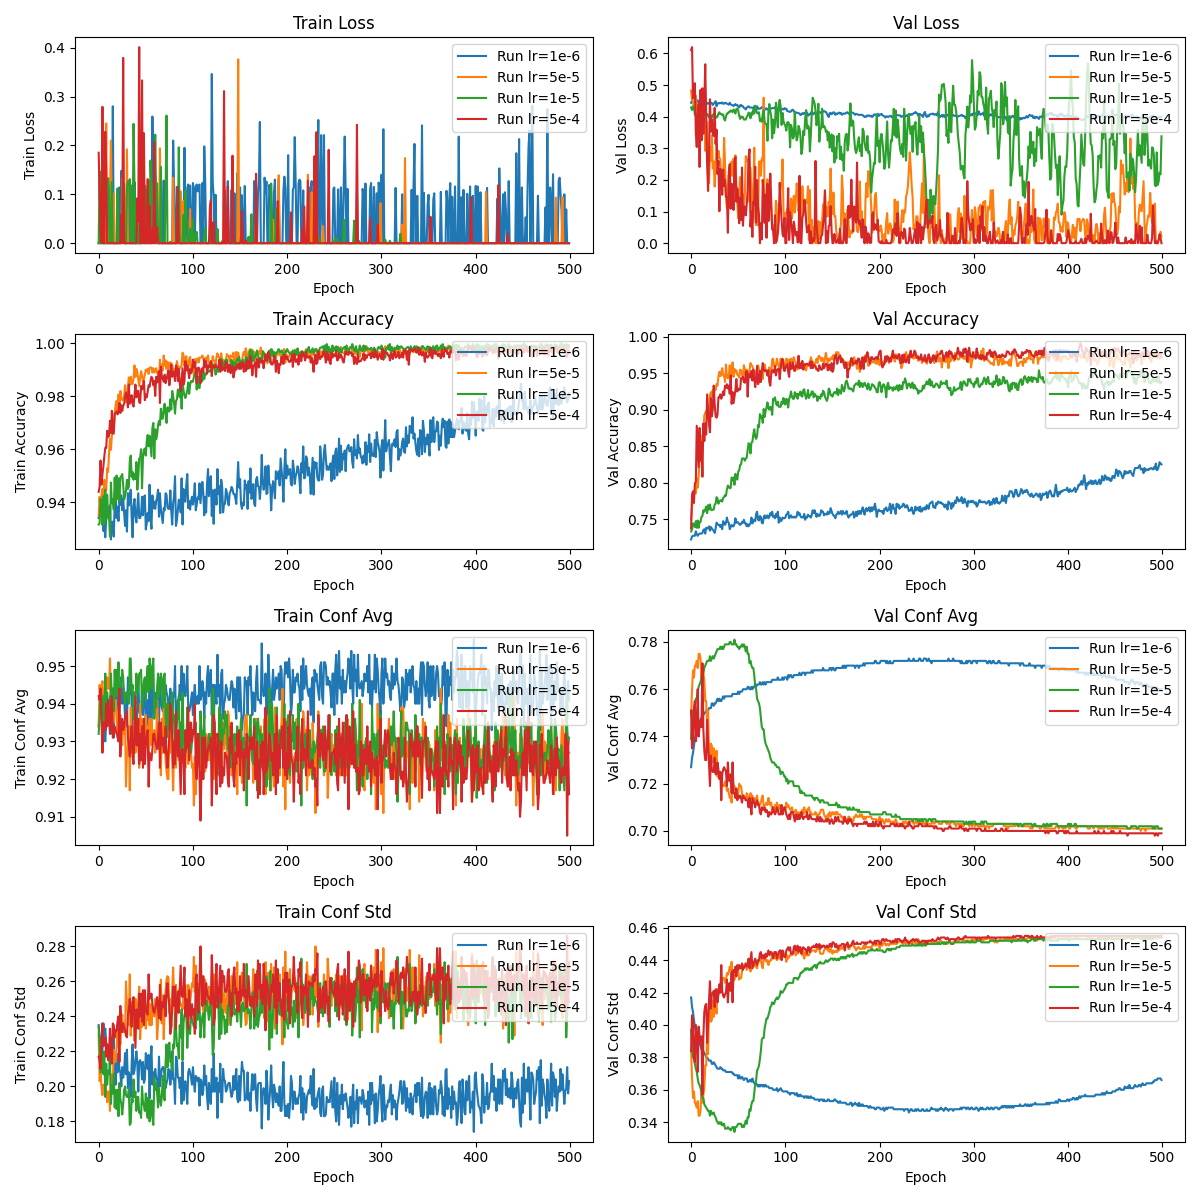 Train Loss
Train Loss
0.4
0.3
0.2
0.1
0.0
0 100 200 300 400 500
Epoch
Run lr=1e-6
Run lr=5e-5
Run lr=1e-5
Run lr=5e-4
Val Loss
Val Loss
0.6
0.5
0.4
0.3
0.2
0.1
0.0
0 100 200 300 400 500
Epoch
Run lr=1e-6
Run lr=5e-5
Run lr=1e-5
Run lr=5e-4
Train Accuracy
Train Accuracy
1.00
0.98
0.96
0.94
0 100 200 300 400 500
Epoch
Run lr=1e-6
Run lr=5e-5
Run lr=1e-5
Run lr=5e-4
Val Accuracy
Val Accuracy
1.00
0.95
0.90
0.85
0.80
0.75
0 100 200 300 400 500
Epoch
Run lr=1e-6
Run lr=5e-5
Run lr=1e-5
Run lr=5e-4
Train Conf Avg
Train Conf Avg
0.95
0.94
0.93
0.92
0.91
0 100 200 300 400 500
Epoch
Run lr=1e-6
Run lr=5e-5
Run lr=1e-5
Run lr=5e-4
Val Conf Avg
Val Conf Avg
0.78
0.76
0.74
0.72
0.70
0 100 200 300 400 500
Epoch
Run lr=1e-6
Run lr=5e-5
Run lr=1e-5
Run lr=5e-4
Train Conf Std
Train Conf Std
0.28
0.26
0.24
0.22
0.20
0.18
0 100 200 300 400 500
Epoch
Run lr=1e-6
Run lr=5e-5
Run lr=1e-5
Run lr=5e-4
Val Conf Std
Val Conf Std
0.46
0.44
0.42
0.40
0.38
0.36
0.34
0 100 200 300 400 500
Epoch
Run lr=1e-6
Run lr=5e-5
Run lr=1e-5
Run lr=5e-4